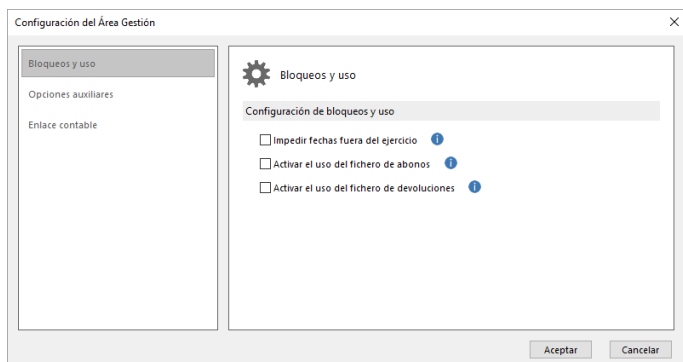 Configuración del Área Gestión
Bloqueos y uso
Opciones auxiliares
Enlace contable
Bloqueos y uso
Configuración de bloqueos y uso
Impedir fechas fuera del ejercicio
Activar el uso del fichero de abonos
Activar el uso del fichero de devoluciones
Aceptar
Cancelar